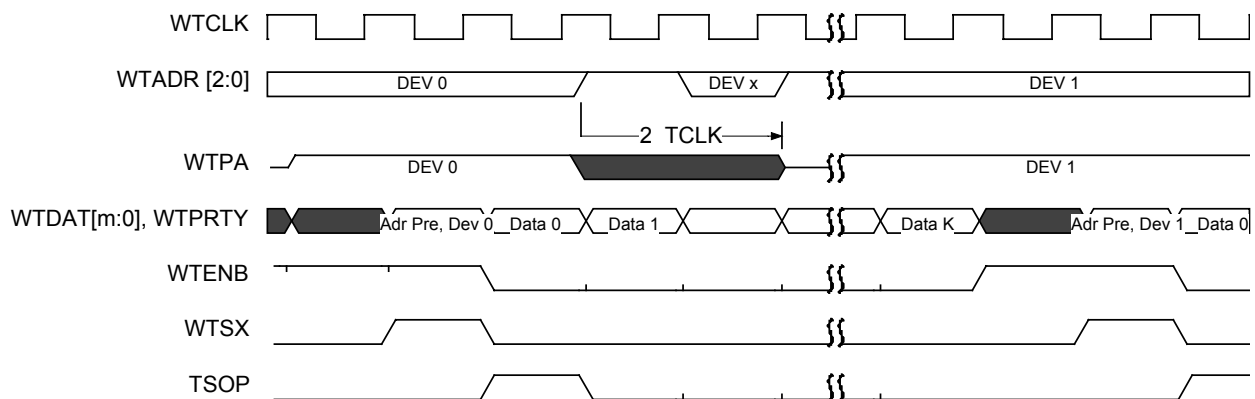 WTCLK
WTADR [2:0] DEV 0 DEV x DEV 1
2 TCLK
WTPA DEV 0 DEV 1
WTDAT[m:0], WTPRTY Adr Pre, Dev 0 Data 0 Data 1 Data K Adr Pre, Dev 1 Data 0
WTENB
WTSX
TSOP